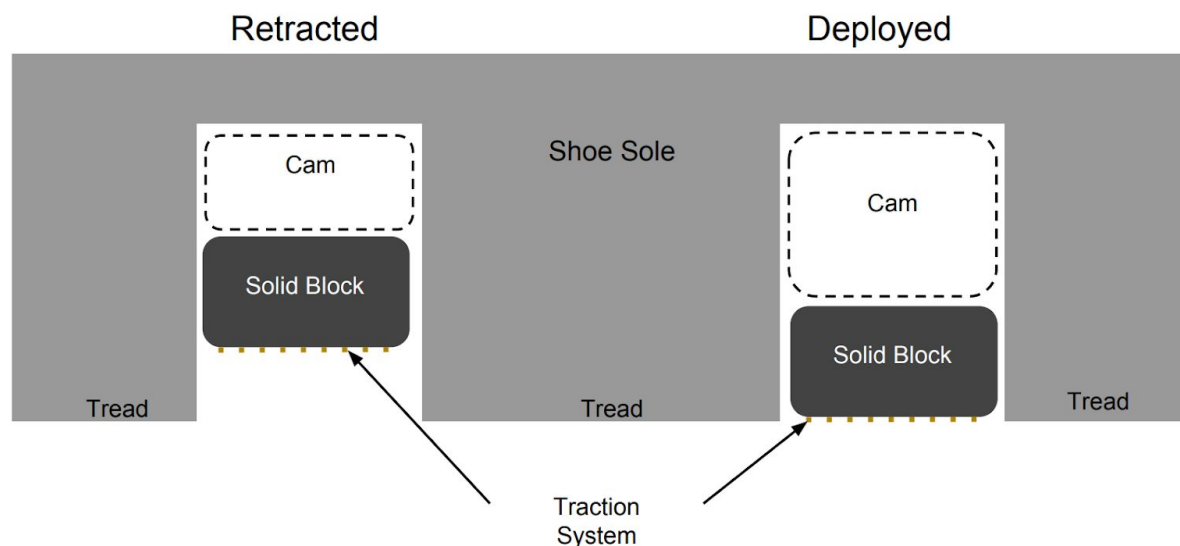 Retracted
Deployed
Cam
Shoe Sole
Cam
Solid Block
Solid Block
Tread
Tread
Tread
Traction
System